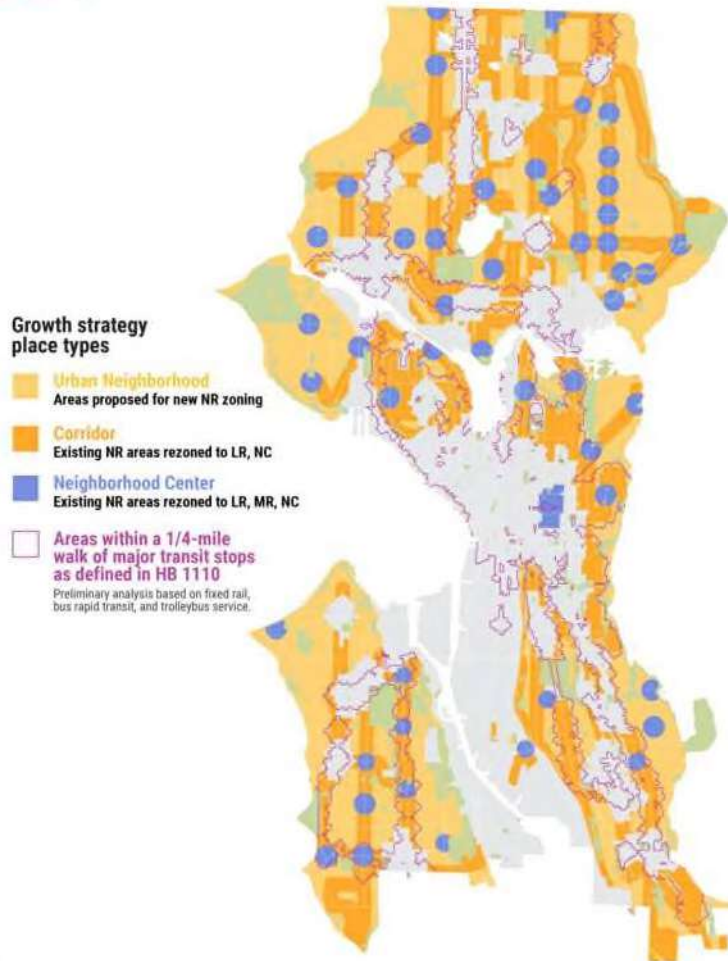 Growth strategy
place types
Urban Neighborhood
Areas proposed for new NR zoning
Corridor
Existing NR areas rezoned to LR, NC
Neighborhood Center
Existing NR areas rezoned to LR, MR, NC
Areas within a 1/4-mile
walk of major transit stops
as defined in HB 1110
Preliminary analysis based on fixed rail,
bus rapid transit, and trolleybus service.